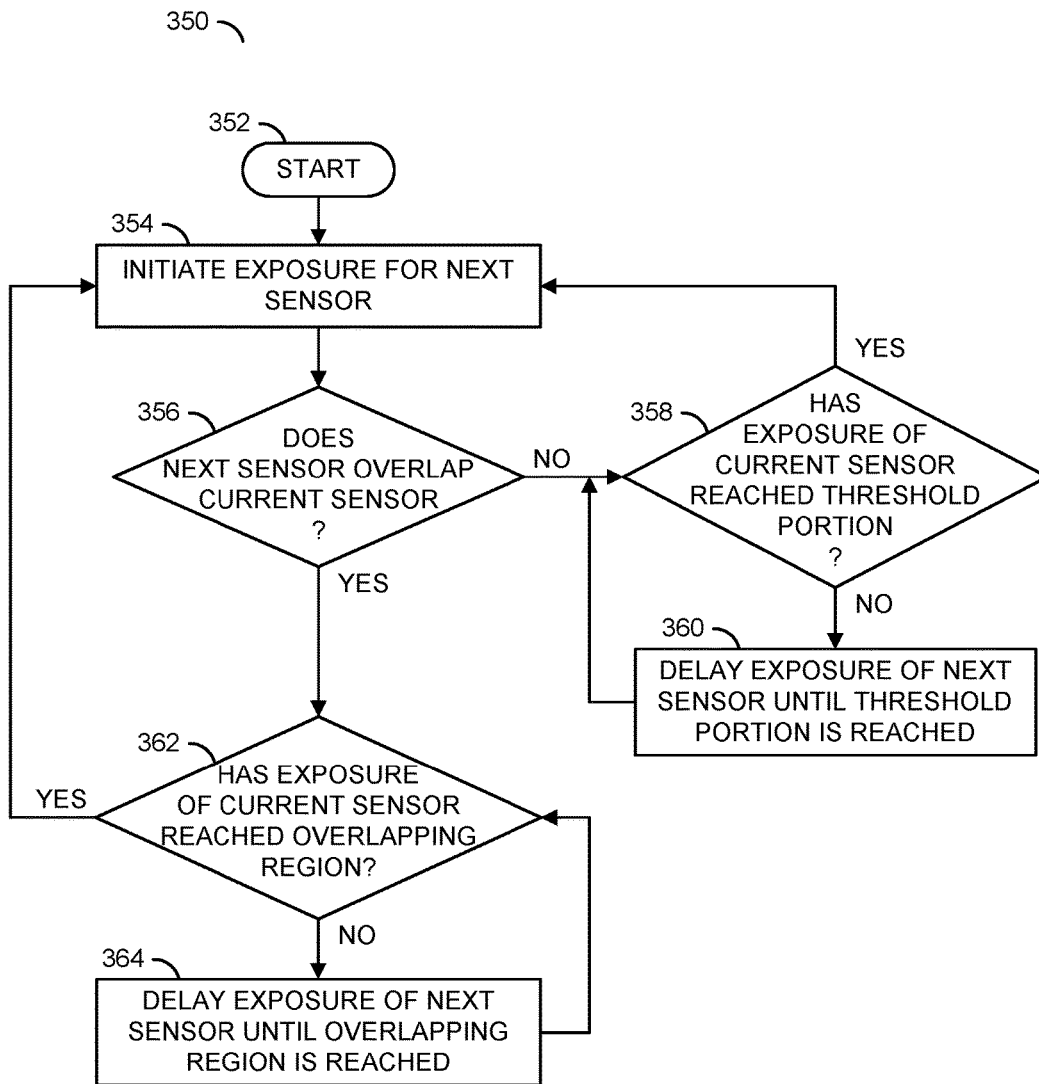 350
352
START
354
INITIATE EXPOSURE FOR NEXT
SENSOR
356
DOES
NEXT SENSOR OVERLAP
CURRENT SENSOR
?
NO
YES
358
HAS
EXPOSURE OF
CURRENT SENSOR
REACHED THRESHOLD
PORTION
?
YES
NO
360
DELAY EXPOSURE OF NEXT
SENSOR UNTIL THRESHOLD
PORTION IS REACHED
362
HAS EXPOSURE
OF CURRENT SENSOR
REACHED OVERLAPPING
REGION?
YES
NO
364
DELAY EXPOSURE OF NEXT
SENSOR UNTIL OVERLAPPING
REGION IS REACHED